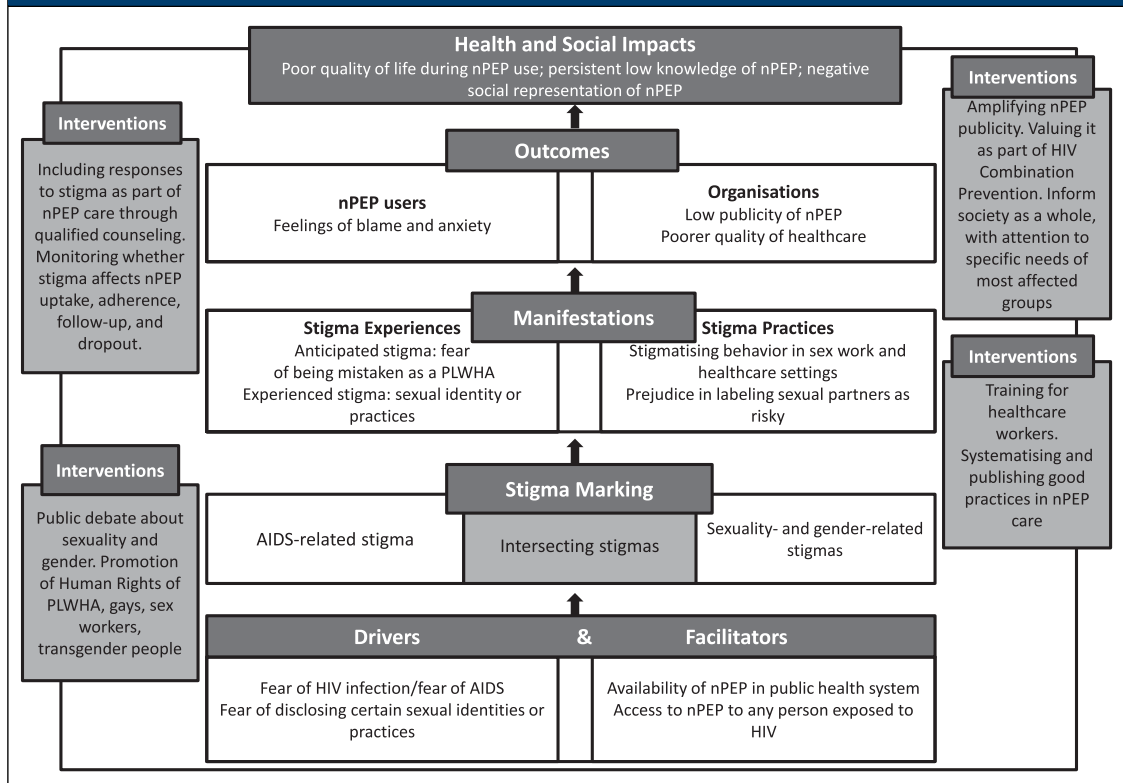 Health and Social Impacts
Poor quality of life during nPEP use; persistent low knowledge of nPEP; negative
social representation of nPEP
Interventions
Including responses
to stigma as part of
nPEP care through
qualified counseling.
Monitoring whether
stigma affects nPEP
uptake, adherence,
follow-up, and
dropout.
Interventions
Public debate about
sexuality and
gender. Promotion
of Human Rights of
PLWHA, gays, sex
workers,
transgender people
Outcomes
nPEP users
Feelings of blame and anxiety
Organisations
Low publicity of nPEP
Poorer quality of healthcare
Manifestations
Stigma Experiences
Anticipated stigma: fear
of being mistaken as a PLWHA
Experienced stigma: sexual identity or
practices
Stigma Practices
Stigmatising behavior in sex work and
healthcare settings
Prejudice in labeling sexual partners as
risky
Stigma Marking
AIDS-related stigma
Intersecting stigmas
Sexuality- and gender-related
stigmas
Drivers & Facilitators
Fear of HIV infection/fear of AIDS
Fear of disclosing certain sexual identities or
practices
Availability of nPEP in public health system
Access to nPEP to any person exposed to
HIV
Interventions
Amplifying nPEP
publicity. Valuing it
as part of HIV
Combination
Prevention. Inform
society as a whole,
with attention to
specific needs of
most affected
groups
Interventions
Training for
healthcare
workers.
Systematising and
publishing good
practices in nPEP
care